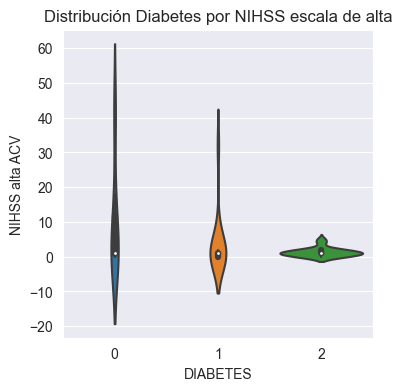 Distribución Diabetes por NIHSS escala de alta
NIHSS alta ACV
60
50
40
30
20
10
0
−10
−20
0 1 2
DIABETES